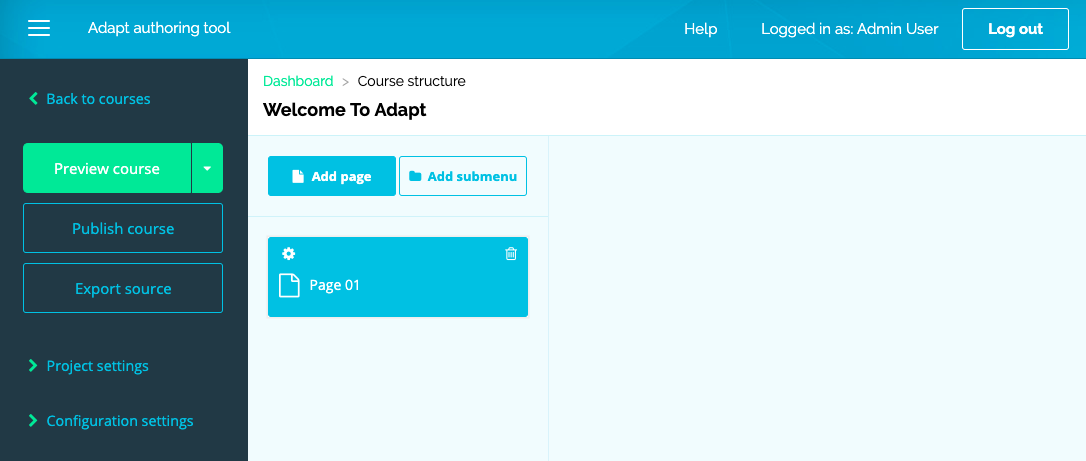 Adapt authoring tool
Help
Logged in as: Admin User
Log out
Back to courses
Preview course
Publish course
Export source
Project settings
Configuration settings
Dashboard > Course structure
Welcome To Adapt
Add page
Add submenu
Page 01